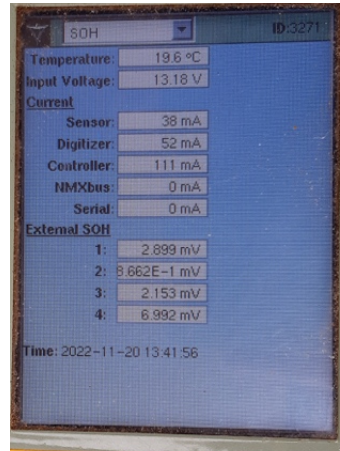 SOH ID:3271
Temperature: 19.6 ºC
Input Voltage: 13.18 V
Current
Sensor: 38 mA
Digitizer: 52 mA
Controller: 111 mA
NMXbus: 0 mA
Serial: 0 mA
External SOH
1: 2.899 mV
2: 8.662E-1 mV
3: 2.153 mV
4: 6.992 mV
Time: 2022-11-20 13:41:56